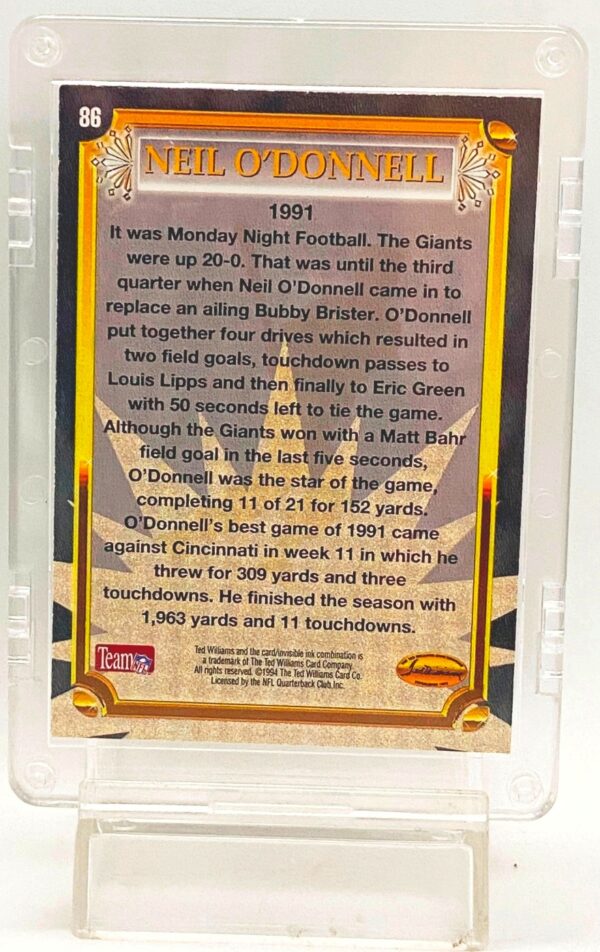 86
NEIL O'DONNELL
1991
It was Monday Night Football. The Giants
were up 20-0. That was until the third
quarter when Neil O'Donnell came in to
replace an ailing Bubby Brister. O'Donnell
put together four drives which resulted in
two field goals, touchdown passes to
Louis Lipps and then finally to Eric Green
with 50 seconds left to tie the game.
Although the Giants won with a Matt Bahr
field goal in the last five seconds,
O'Donnell was the star of the game,
completing 11 of 21 for 152 yards.
O'Donnell's best game of 1991 came
against Cincinnati in week 11 in which he
threw for 309 yards and three
touchdowns. He finished the season with
1,963 yards and 11 touchdowns.
Team NFL
Ted Williams and the card/invisible ink combination is
a trademark of The Ted Williams Card Company.
All rights reserved. ©1994 The Ted Williams Card Co.
Licensed by the NFL Quarterback Club Inc.